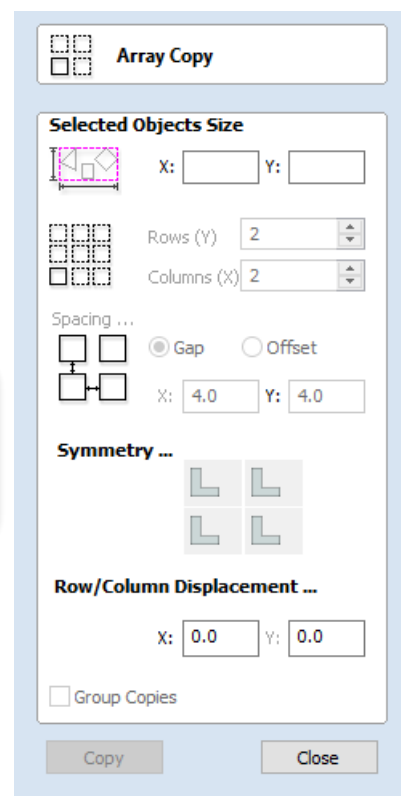 Array Copy
Selected Objects Size
X: Y:
Rows (Y) 2
Columns (X) 2
Spacing ...
Gap Offset
X: 4.0 Y: 4.0
Symmetry ...
Row/Column Displacement ...
X: 0.0 Y: 0.0
Group Copies
Copy Close